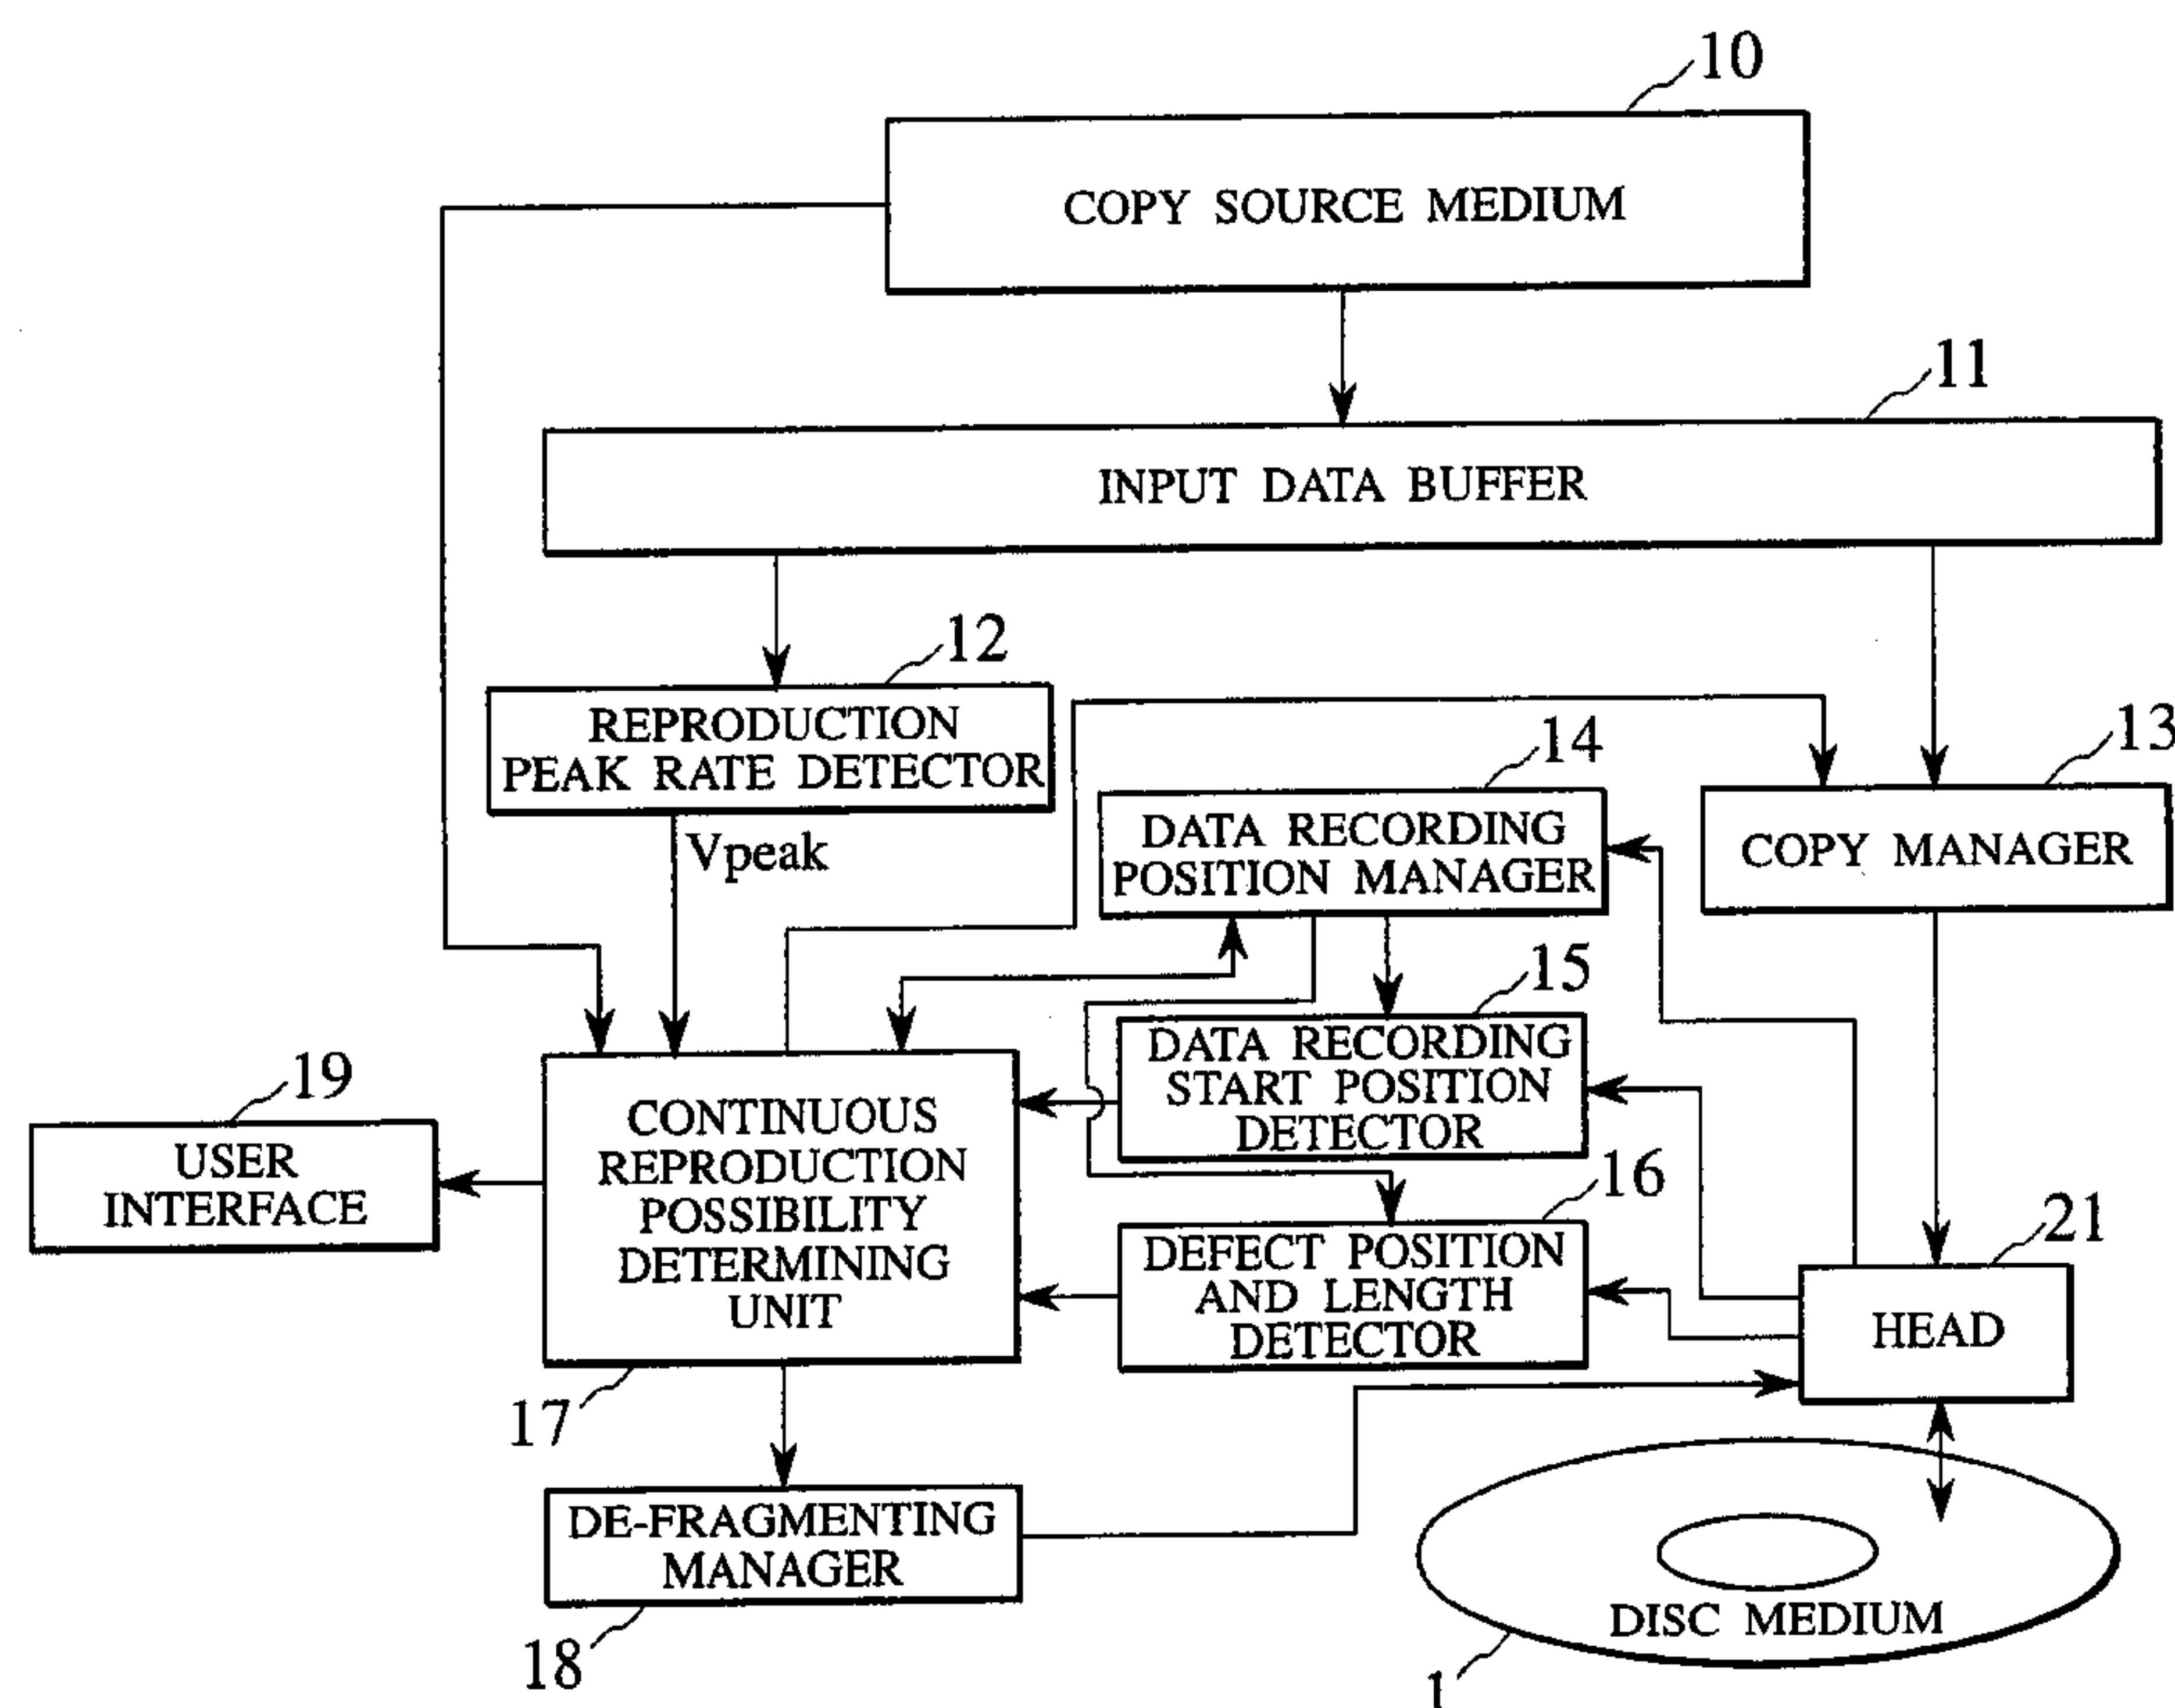 10
COPY SOURCE MEDIUM
11
INPUT DATA BUFFER
12
REPRODUCTION
PEAK RATE DETECTOR
Vpeak
14
DATA RECORDING
POSITION MANAGER
13
COPY MANAGER
15
DATA RECORDING
START POSITION
DETECTOR
19
USER
INTERFACE
CONTINUOUS
REPRODUCTION
POSSIBILITY
DETERMINING
UNIT
17
16
DEFECT POSITION
AND LENGTH
DETECTOR
21
HEAD
DE-FRAGMENTING
MANAGER
18
DISC MEDIUM
1